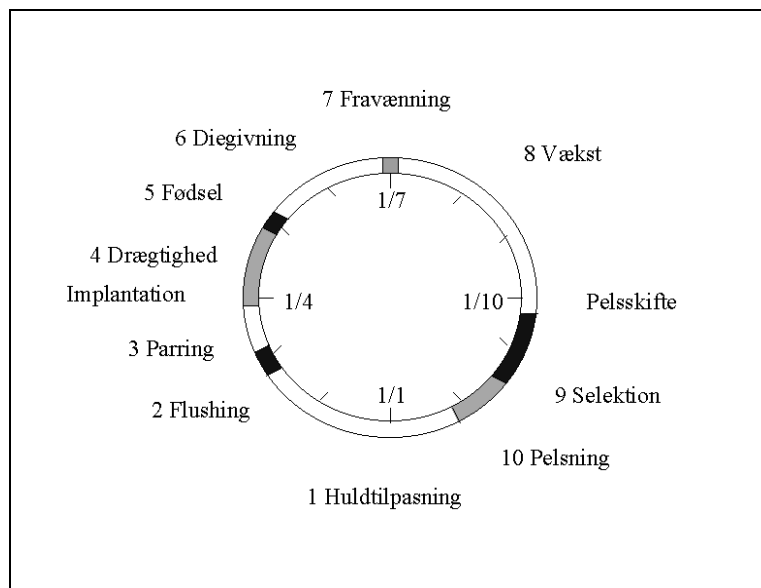 7 Fravænning
6 Diegivning
8 Vækst
5 Fødsel
1/7
4 Drægtighed
Implantation
1/4
1/10
Pelsskifte
3 Parring
2 Flushing
1/1
9 Selektion
10 Pelsning
1 Huldtilpasning